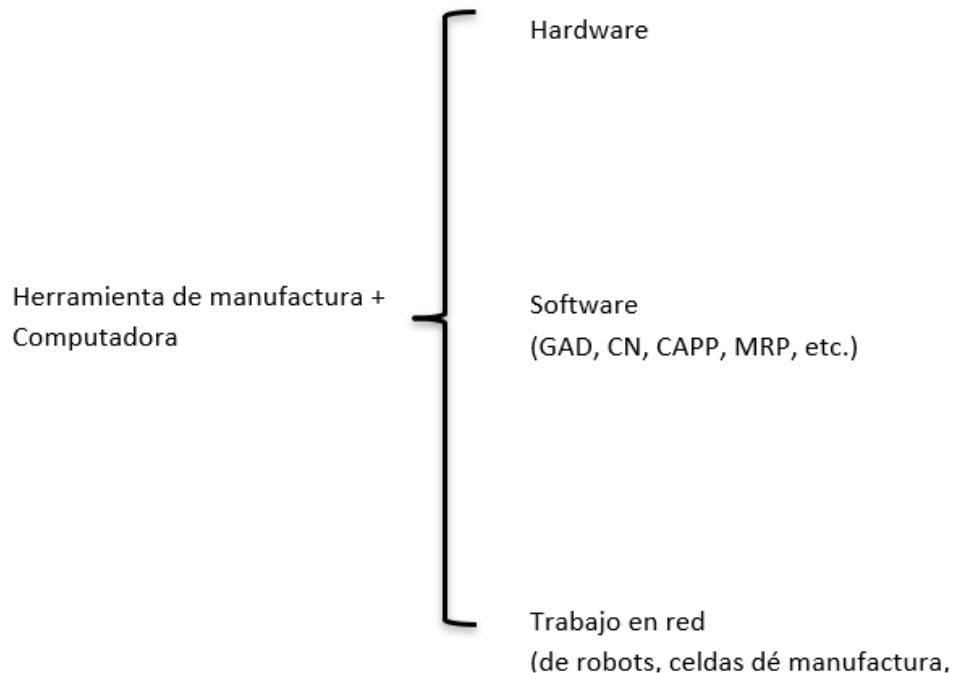 Hardware
Herramienta de manufactura +
Computadora
Software
(GAD, CN, CAPP, MRP, etc.)
Trabajo en red
(de robots, celdas dé manufactura,